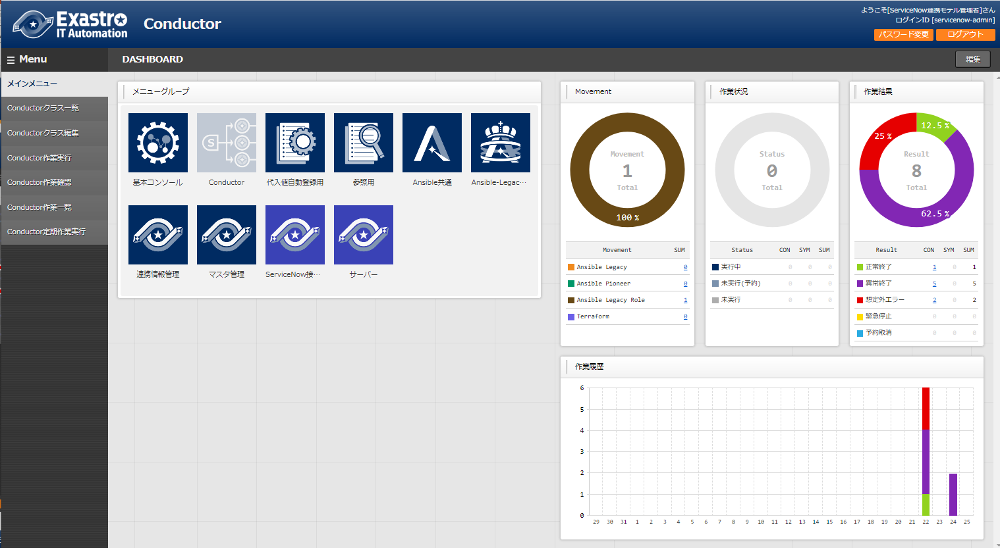 Exastro
IT Automation
Conductor
ようこそ[ServiceNow連携モデル管理者]さん
ログインID [servicenow-admin]
パスワード変更
ログアウト
Menu
DASHBOARD
編集
メインメニュー
Conductorクラス一覧
Conductorクラス編集
Conductor作業実行
Conductor作業確認
Conductor作業一覧
Conductor定期作業実行
メニューグループ
基本コンソール
S
Conductor
代入値自動登録用
参照用
Ansible共通
Ansible-Legac…
連携情報管理
マスタ管理
ServiceNow接…
サーバー
Movement
Movement
1
Total
100 %
Movement SUM
Ansible Legacy 0
Ansible Pioneer 0
Ansible Legacy Role 1
Terraform 0
作業状況
Status
0
Total
Status CON SYM SUM
実行中 0 0 0
未実行(予約) 0 0 0
未実行 0 0 0
作業結果
12.5 %
25 %
Result
8
Total
62.5 %
Result CON SYM SUM
正常終了 1 0 1
異常終了 5 0 5
想定外エラー 2 0 2
緊急停止 0 0 0
予約取消 0 0 0
作業履歴
6
5
4
3
2
1
0
29 30 31 1 2 3 4 5 6 7 8 9 10 11 12 13 14 15 16 17 18 19 20 21 22 23 24 25